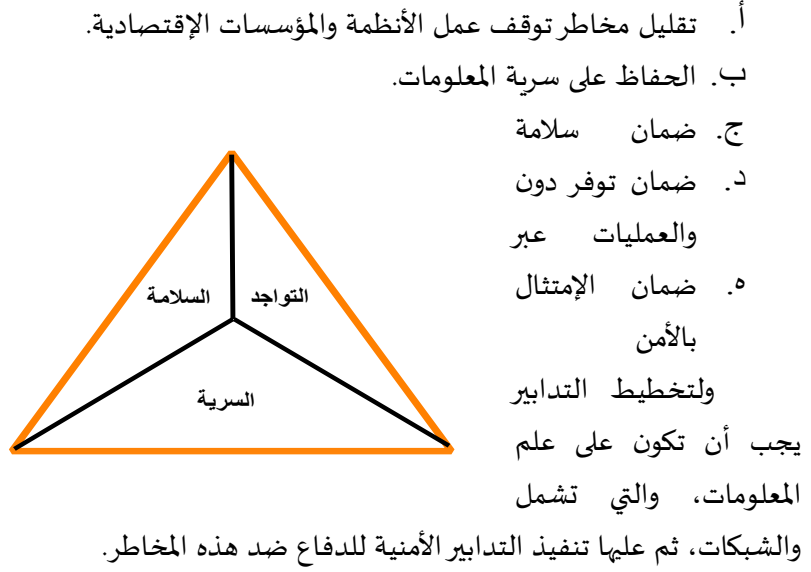 أ. تقليل مخاطر توقف عمل الأنظمة والمؤسسات الإقتصادية.
ب. الحفاظ على سرية المعلومات.
ج. ضمان سلامة
د. ضمان توفر دون
والعمليات عبر
ه. ضمان الإمتثال
بالأمن
ولتخطيط التدابير
يجب أن تكون على علم
المعلومات، والتي تشمل
والشبكات، ثم عليها تنفيذ التدابير الأمنية للدفاع ضد هذه المخاطر.
التواجد
السلامة
السرية